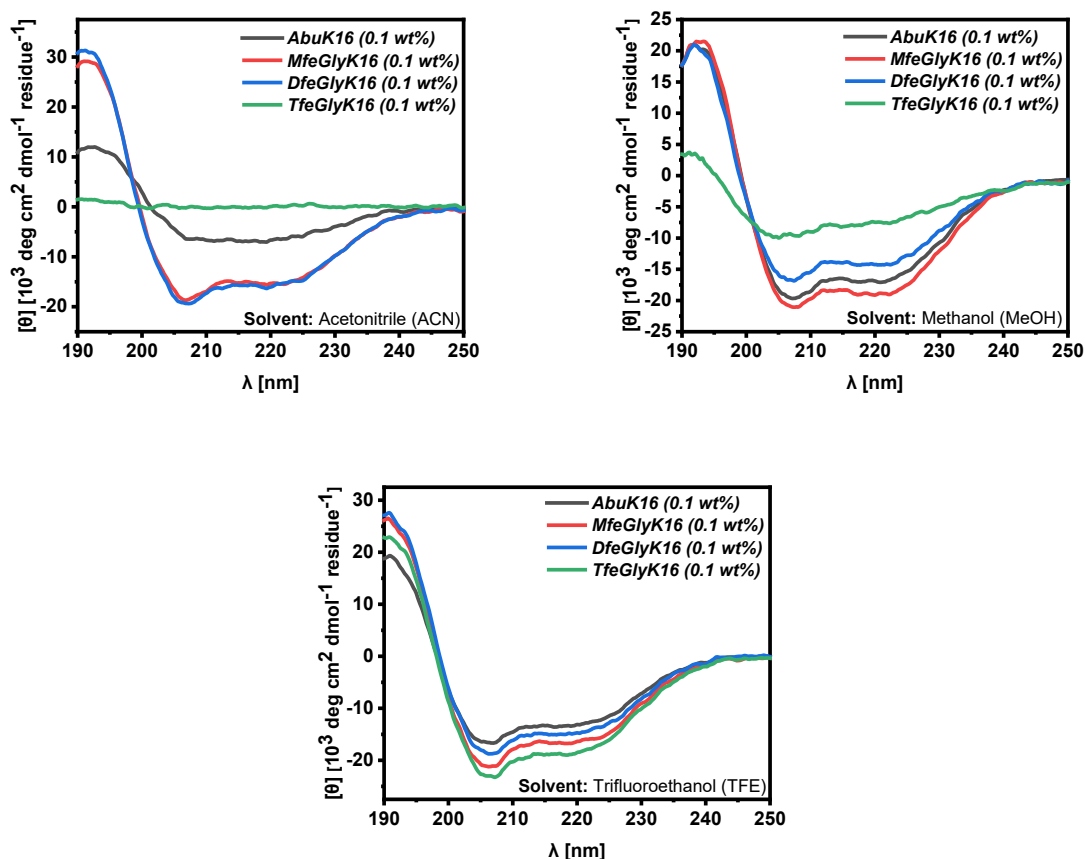 [θ] [10³ deg cm² dmol⁻¹ residue⁻¹]
30
20
10
0
-10
-20
AbuK16 (0.1 wt%)
MfeGlyK16 (0.1 wt%)
DfeGlyK16 (0.1 wt%)
TfeGlyK16 (0.1 wt%)
Solvent: Acetonitrile (ACN)
190 200 210 220 230 240 250
λ [nm]
[θ] [10³ deg cm² dmol⁻¹ residue⁻¹]
25
20
15
10
5
0
-5
-10
-15
-20
-25
AbuK16 (0.1 wt%)
MfeGlyK16 (0.1 wt%)
DfeGlyK16 (0.1 wt%)
TfeGlyK16 (0.1 wt%)
Solvent: Methanol (MeOH)
190 200 210 220 230 240 250
λ [nm]
[θ] [10³ deg cm² dmol⁻¹ residue⁻¹]
30
20
10
0
-10
-20
AbuK16 (0.1 wt%)
MfeGlyK16 (0.1 wt%)
DfeGlyK16 (0.1 wt%)
TfeGlyK16 (0.1 wt%)
Solvent: Trifluoroethanol (TFE)
190 200 210 220 230 240 250
λ [nm]